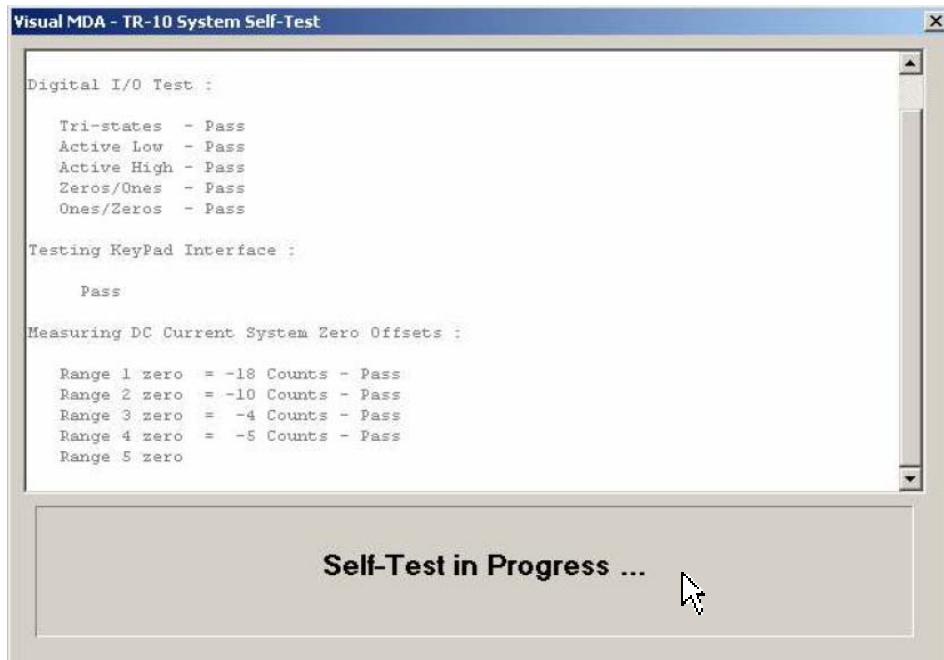 Visual MDA - TR-10 System Self-Test
Digital I/O Test :
Tri-states - Pass
Active Low - Pass
Active High - Pass
Zeros/Ones - Pass
Ones/Zeros - Pass
Testing KeyPad Interface :
Pass
Measuring DC Current System Zero Offsets :
Range 1 zero = -18 Counts - Pass
Range 2 zero = -10 Counts - Pass
Range 3 zero = -4 Counts - Pass
Range 4 zero = -5 Counts - Pass
Range 5 zero
Self-Test in Progress ...